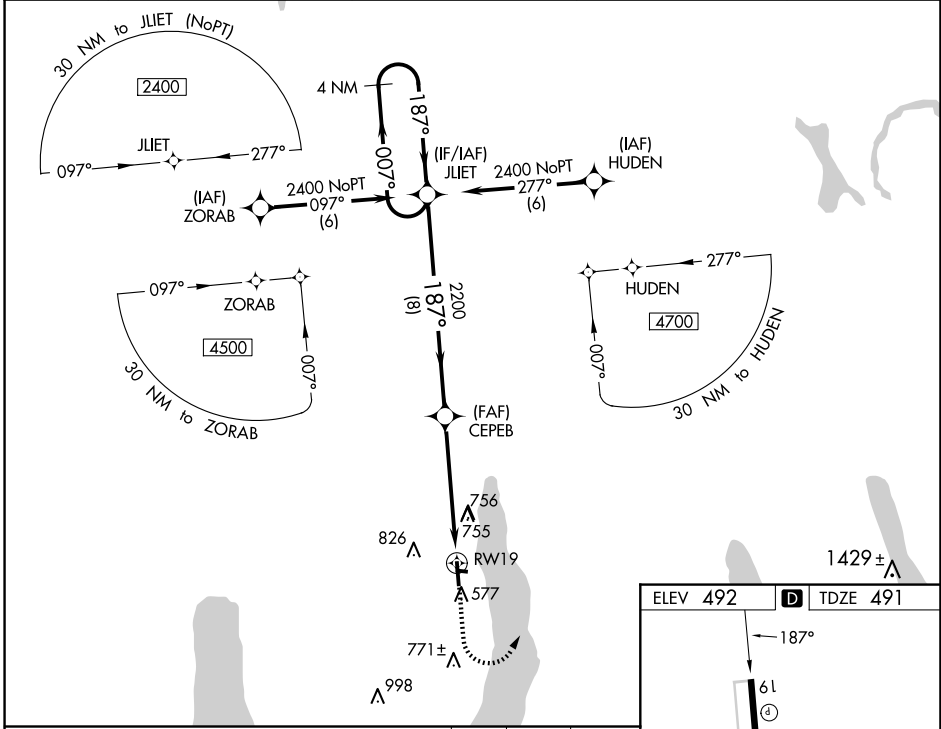 30 NM to JLIET (NoPT)
2400
JLIET
097°
277°
4 NM
187°
007°
(IF/IAF)
JLIET
(IAF)
HUDEN
2400 NoPT
277°
(6)
(IAF)
ZORAB
2400 NoPT
097°
(6)
097°
ZORAB
4500
007°
30 NM to ZORAB
2200
187°
(8)
277°
HUDEN
4700
007°
30 NM to HUDEN
(FAF)
CEPEB
756
755
826
RW19
577
771±
998
1429±
ELEV 492 D TDZE 491
187°
19
P